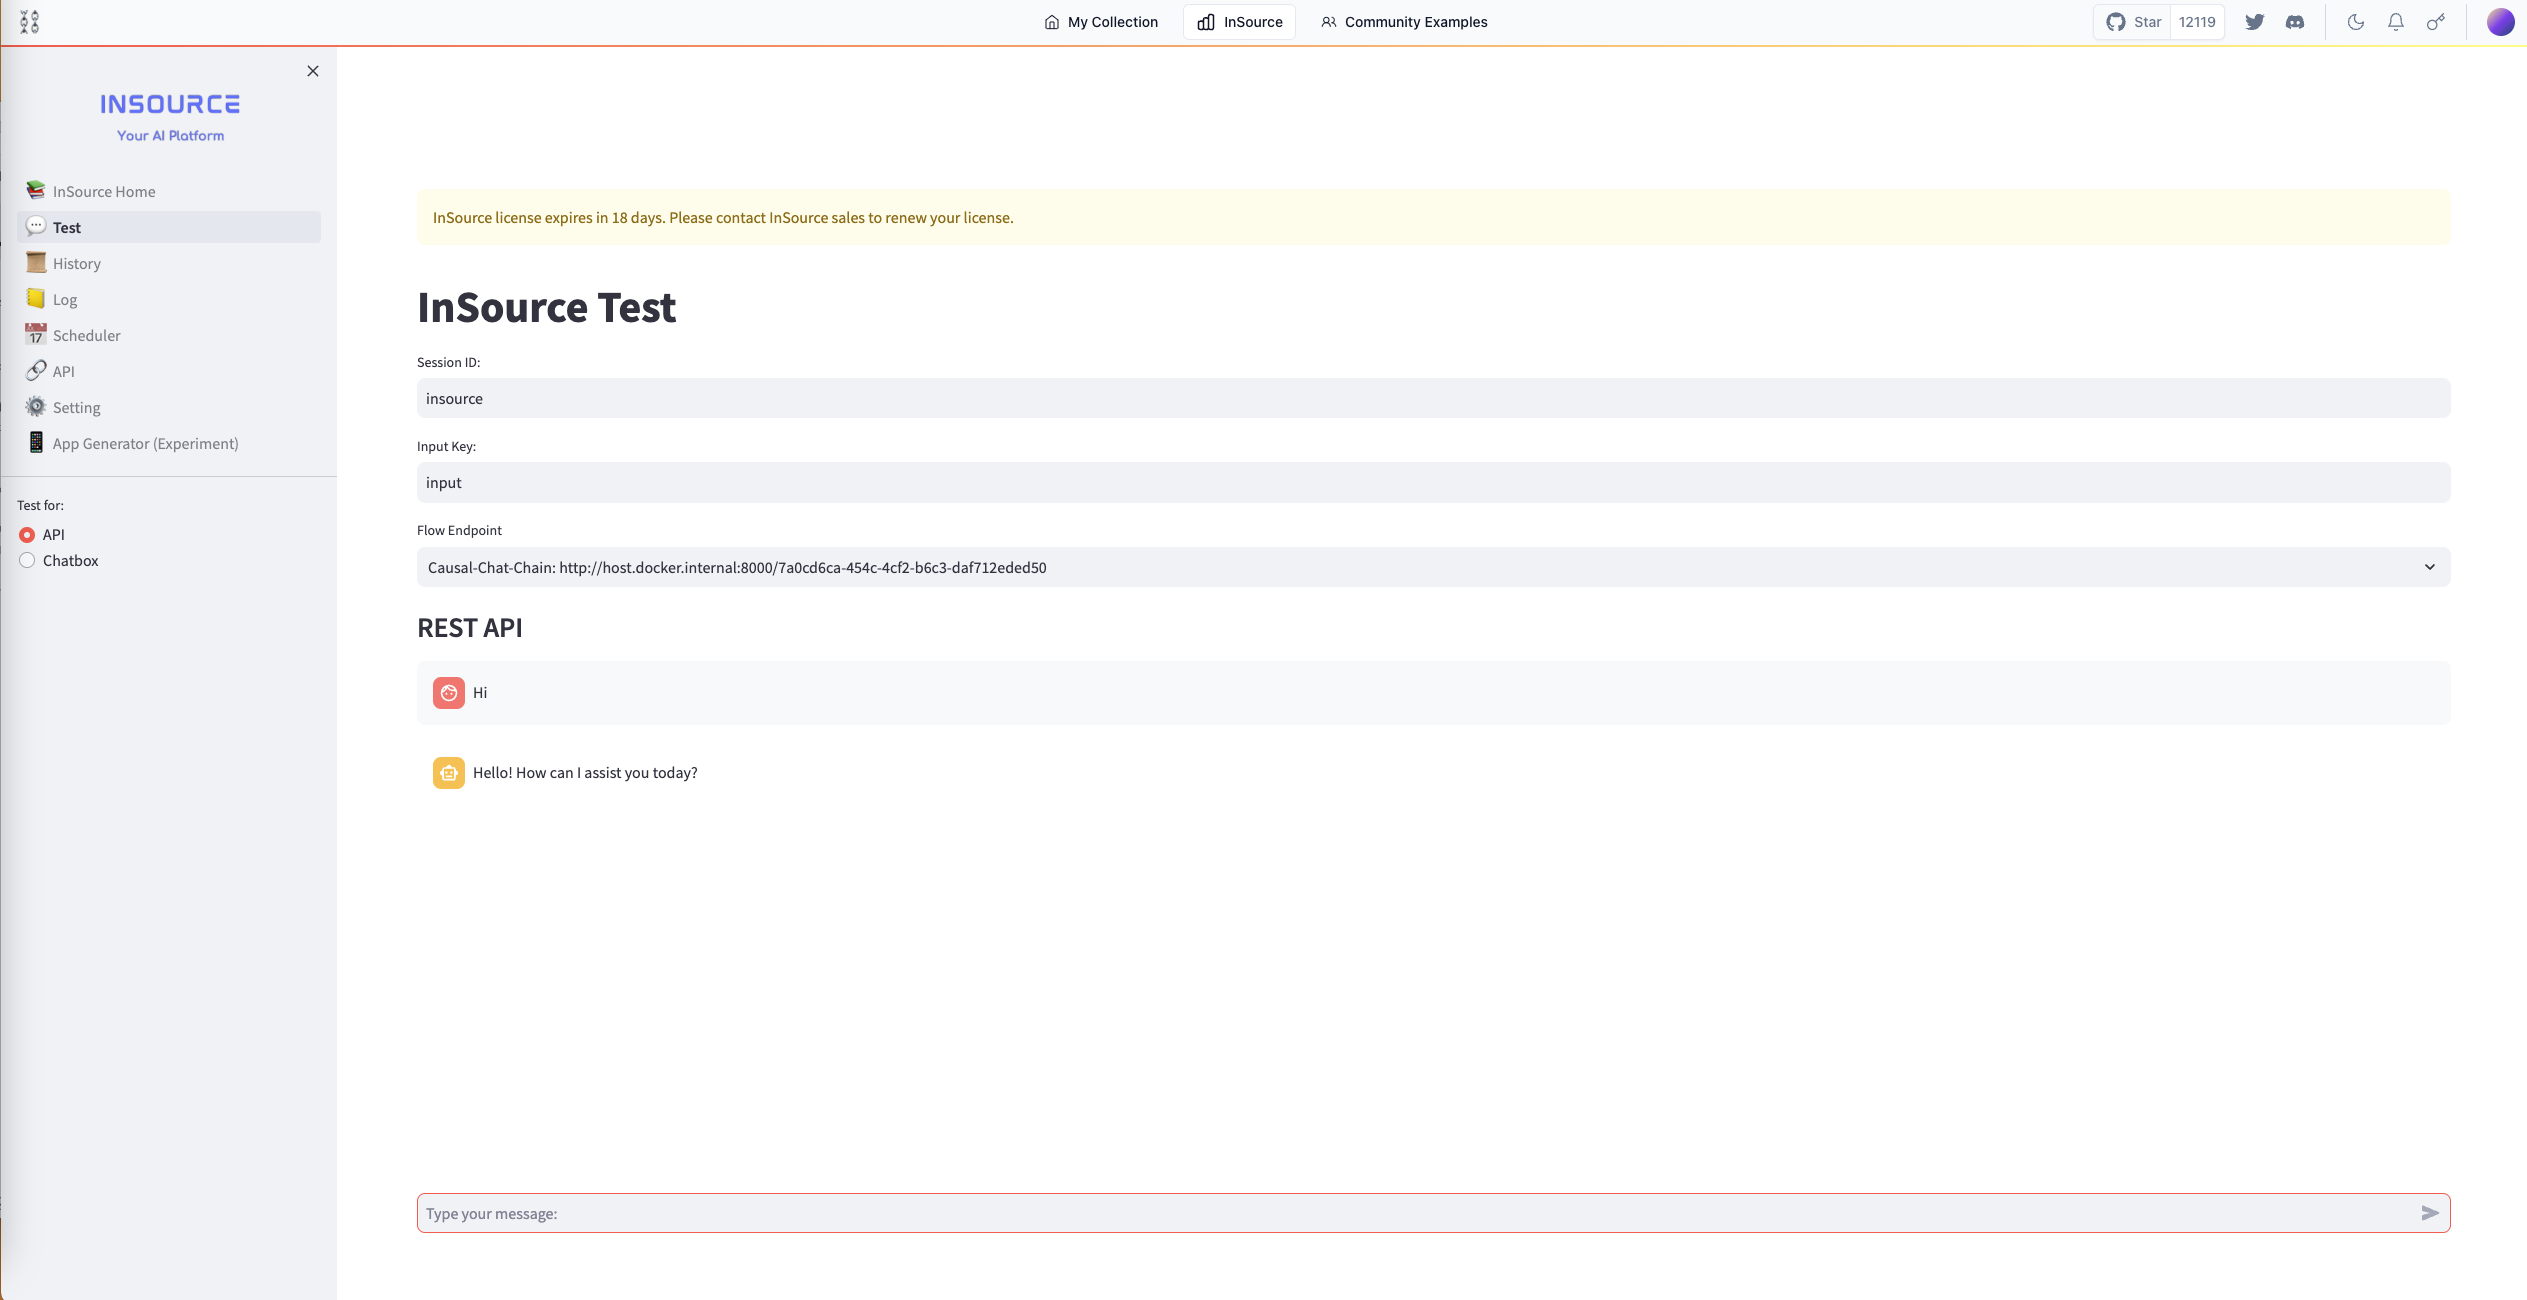 My Collection
InSource
Community Examples
Star 12119
INSOURCE
Your AI Platform
InSource Home
Test
History
Log
17 Scheduler
API
Setting
App Generator (Experiment)
Test for:
API
Chatbox
InSource license expires in 18 days. Please contact InSource sales to renew your license.
InSource Test
Session ID:
insource
Input Key:
input
Flow Endpoint
Causal-Chat-Chain: http://host.docker.internal:8000/7a0cd6ca-454c-4cf2-b6c3-daf712eded50
REST API
Hi
Hello! How can I assist you today?
Type your message: